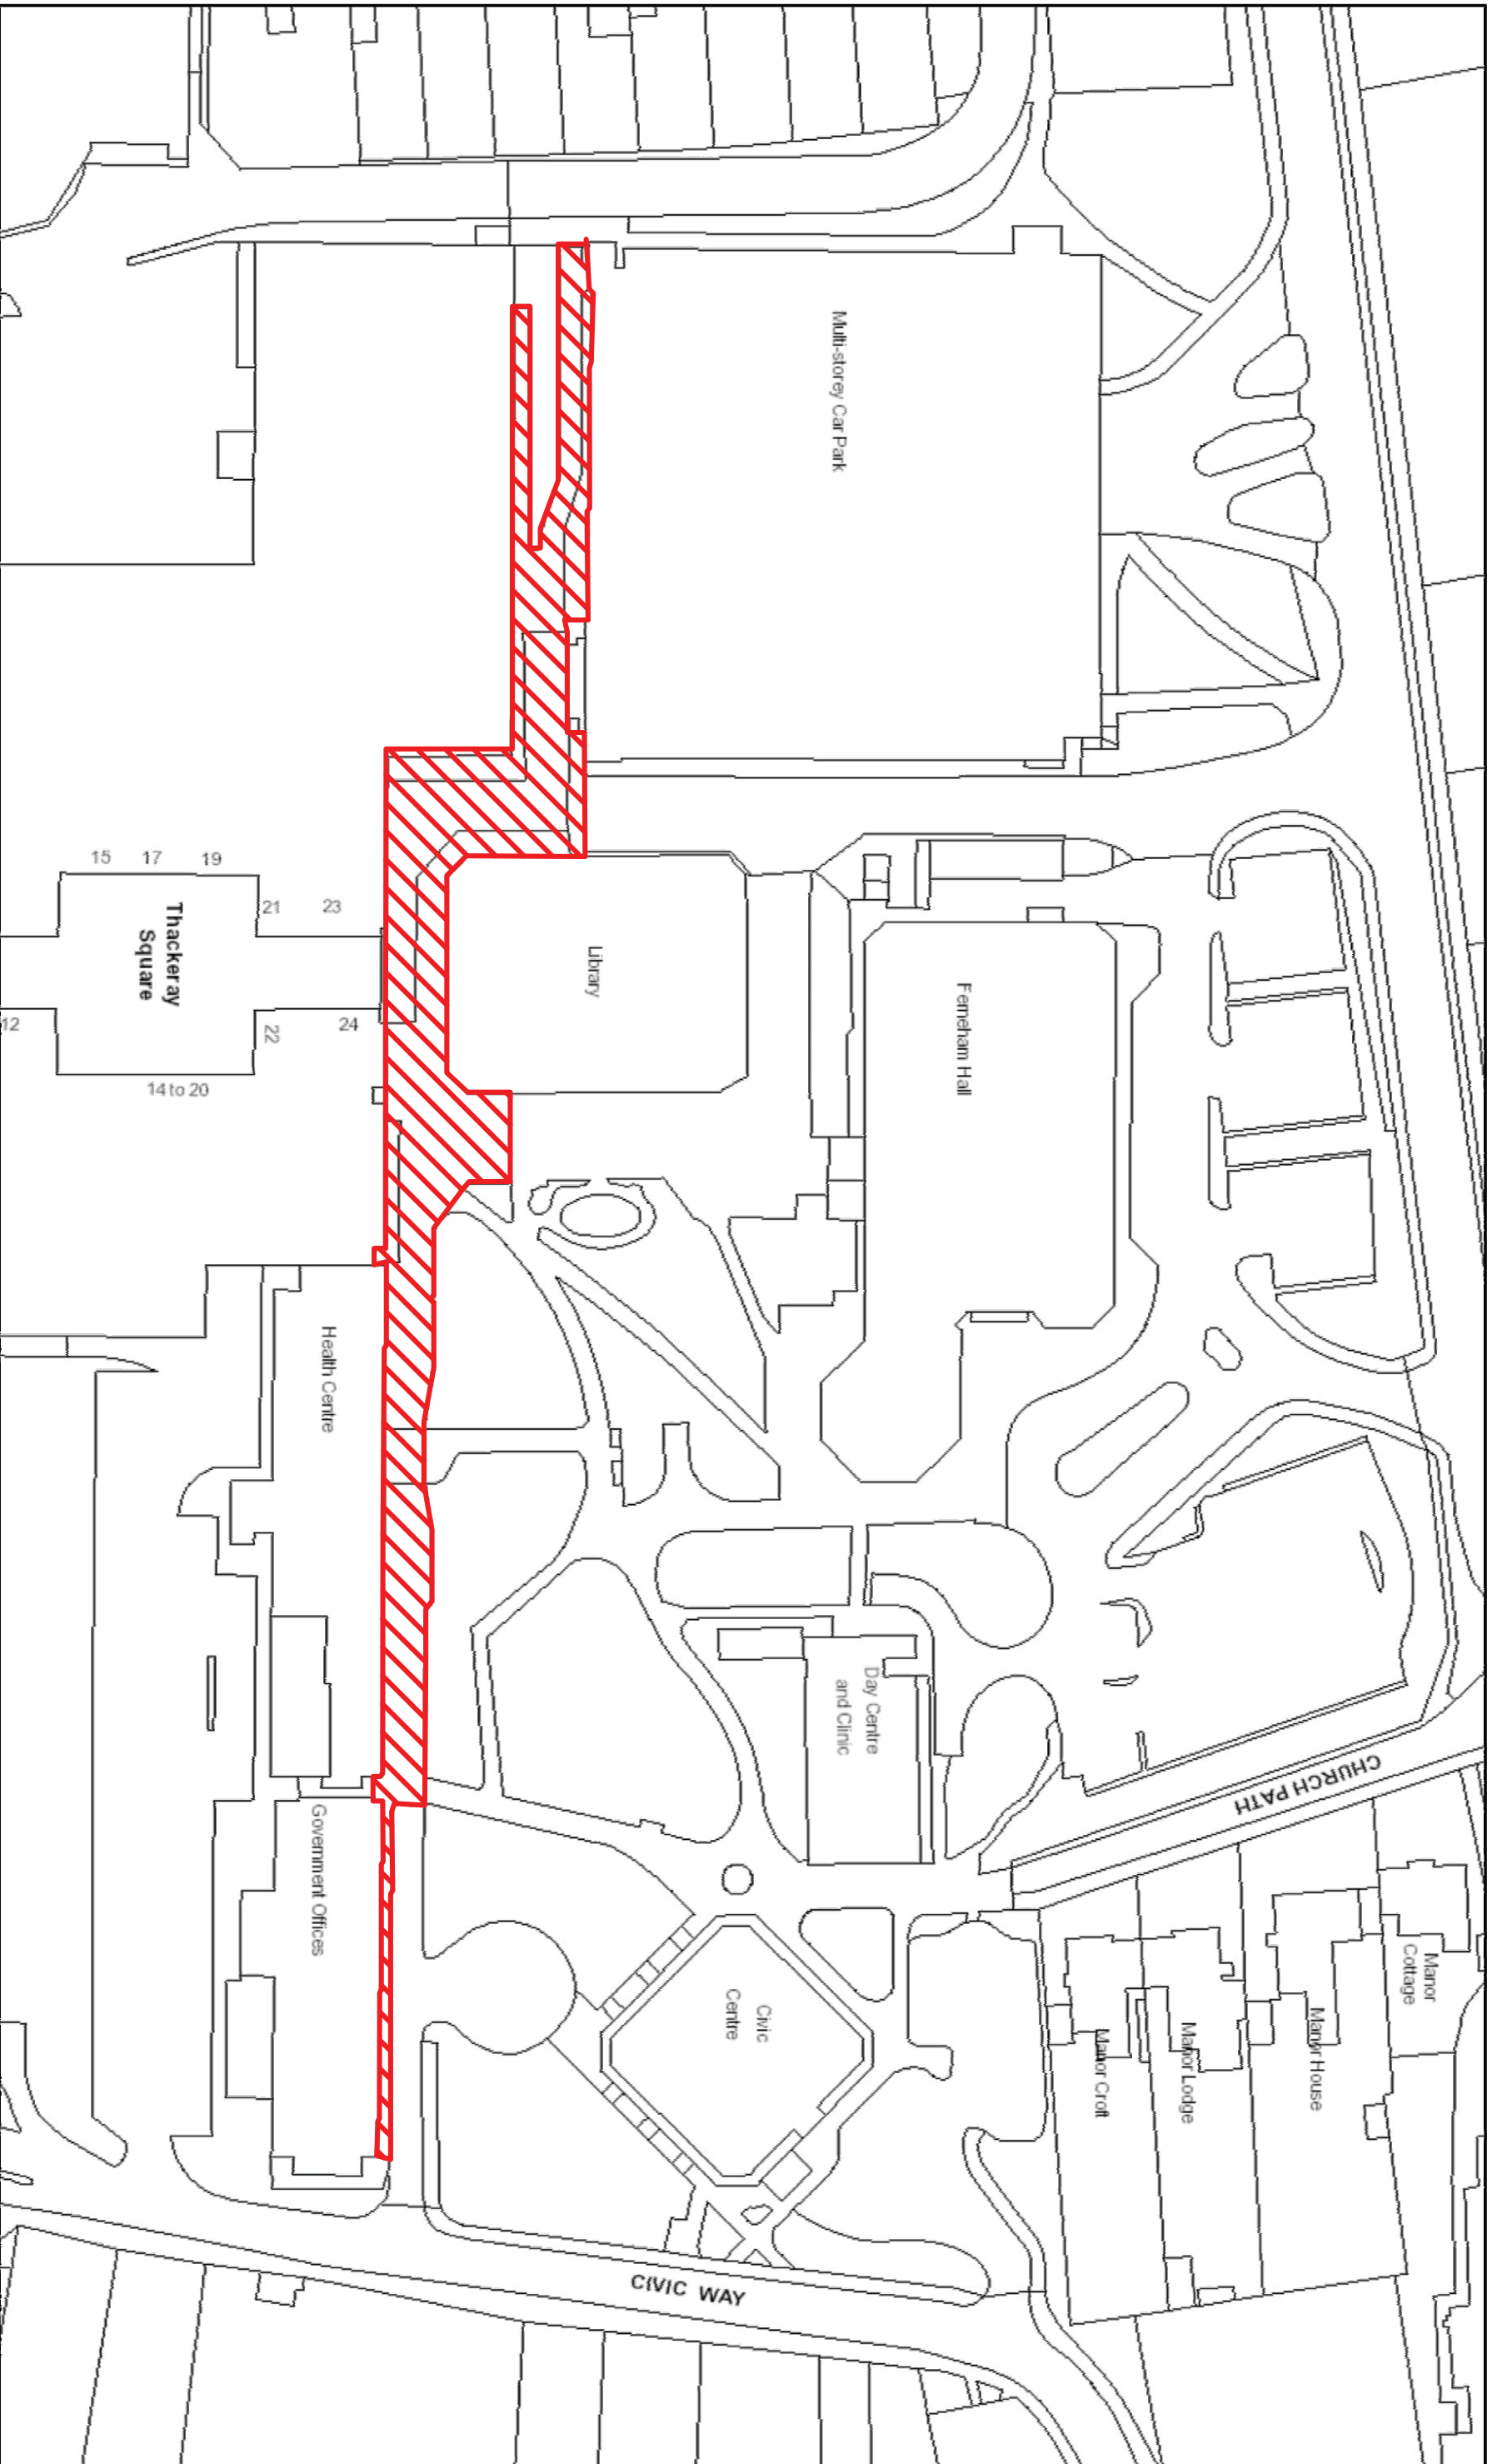 Multi-storey Car Park
15 17 19
21
23
Thackeray
Square
12
22
24
14 to 20
Library
Ferneham Hall
Health Centre
Day Centre
and Clinic
CHURCH PATH
Government Offices
Civic
Centre
Manor Croft
Manor Lodge
Manor House
Manor
Cottage
CIVIC WAY